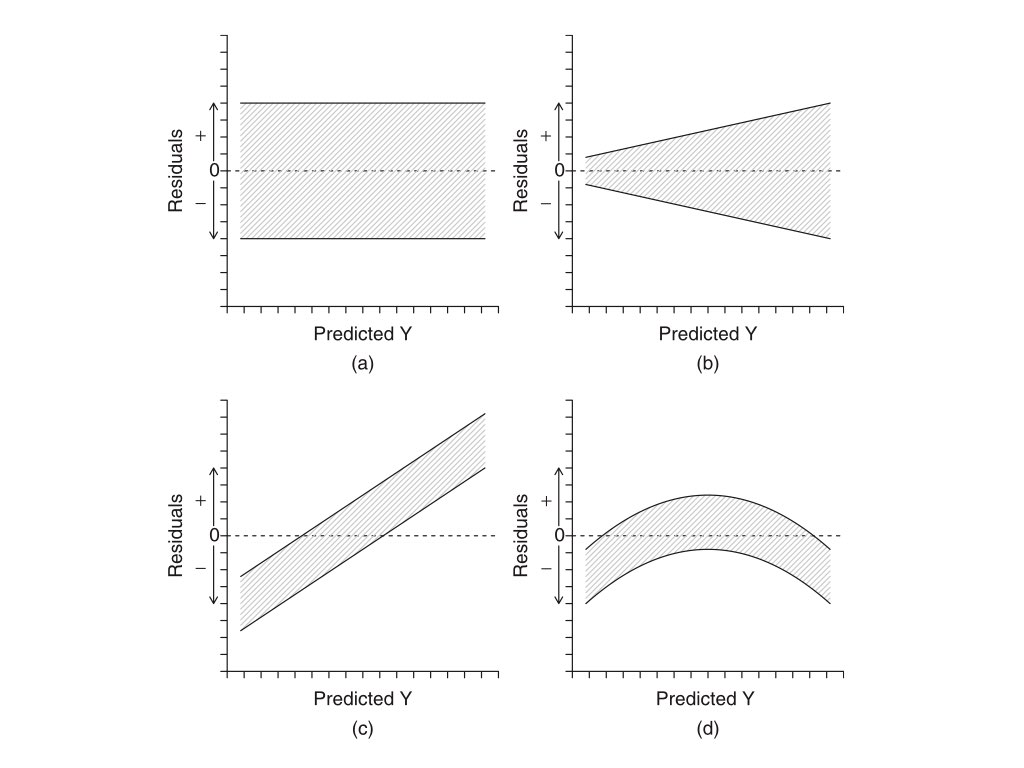 Residuals
+
0
−
Predicted Y
(a)
Residuals
+
0
−
Predicted Y
(b)
Residuals
+
0
−
Predicted Y
(c)
Residuals
+
0
−
Predicted Y
(d)